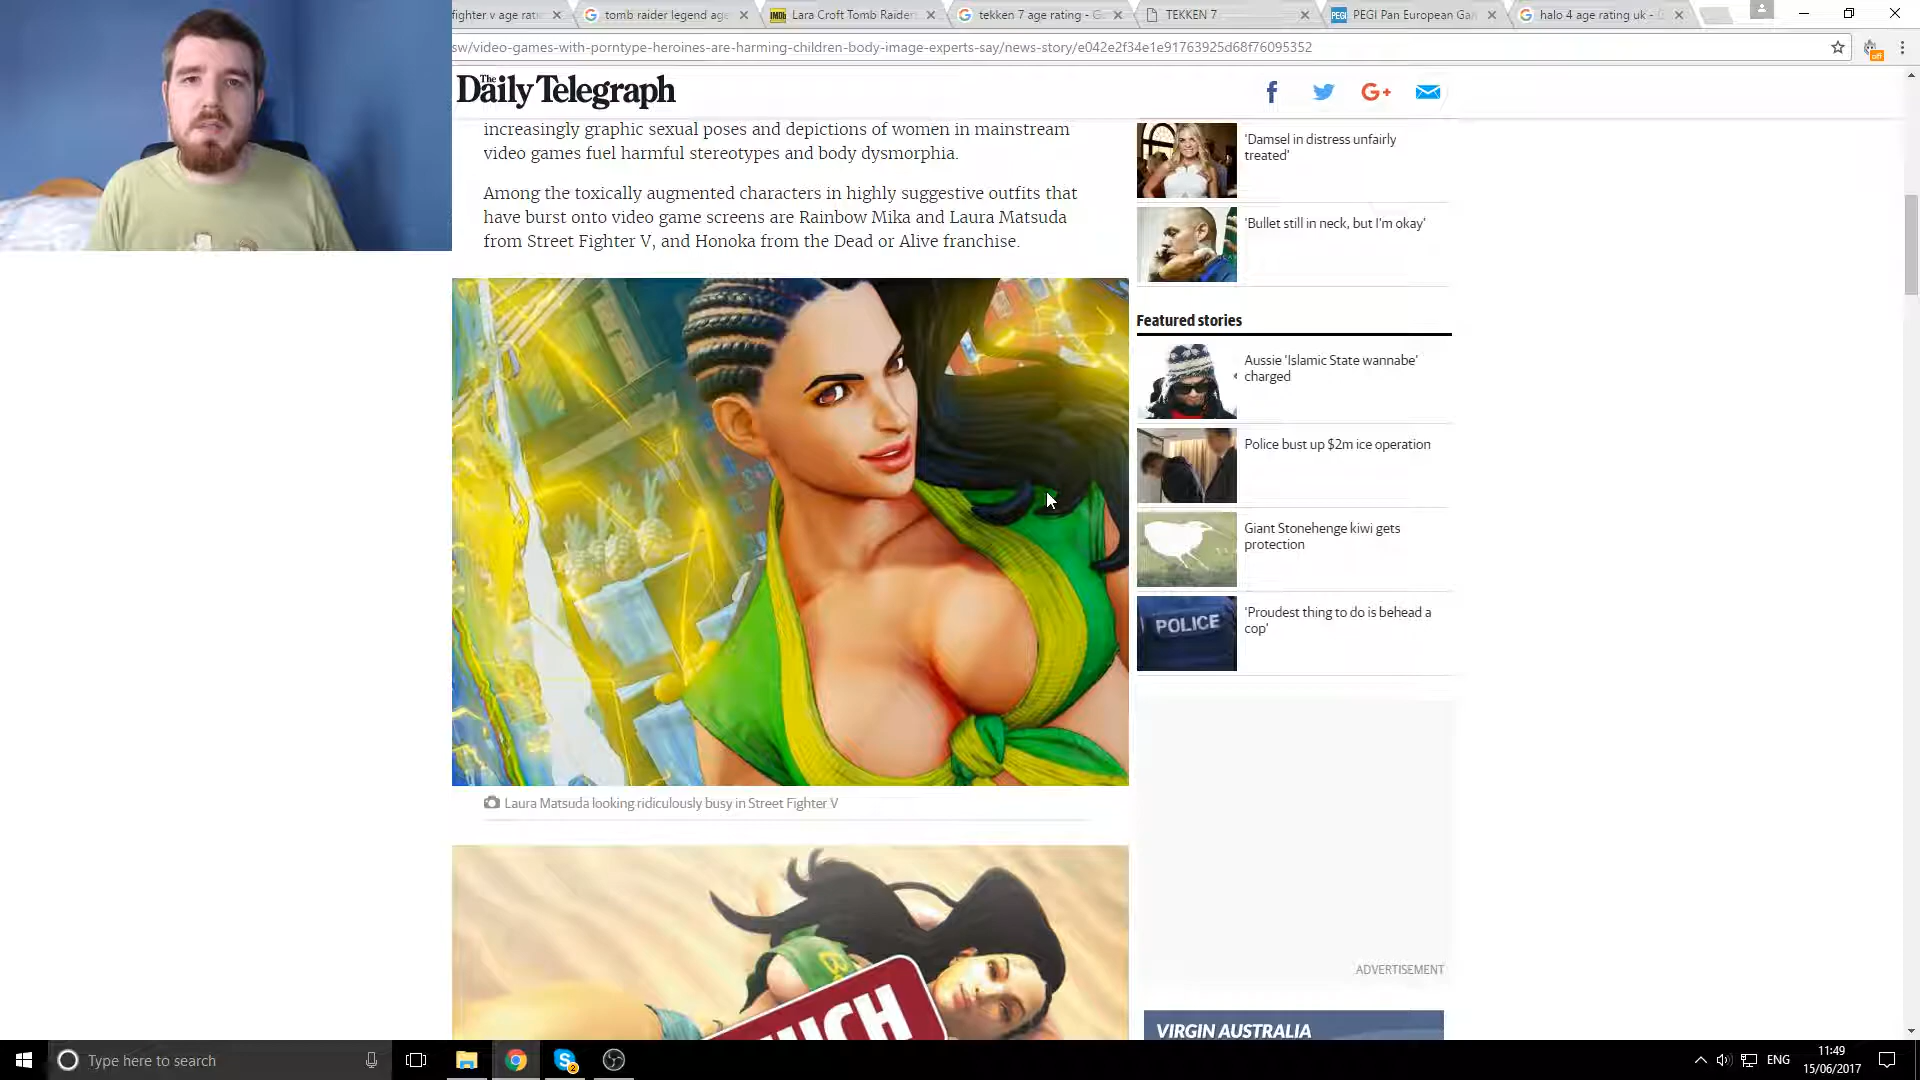 fighter v age rati
tomb raider legend age
Lara Croft Tomb Raider
tekken 7 age rating - G
TEKKEN 7
PEGI Pan European Ga
halo 4 age rating uk -
sw/video-games-with-porntype-heroines-are-harming-children-body-image-experts-say/news-story/e042e2f34e1e91763925d68f76095352
The Daily Telegraph
increasingly graphic sexual poses and depictions of women in mainstream
video games fuel harmful stereotypes and body dysmorphia.
Among the toxically augmented characters in highly suggestive outfits that
have burst onto video game screens are Rainbow Mika and Laura Matsuda
from Street Fighter V, and Honoka from the Dead or Alive franchise.
Laura Matsuda looking ridiculously busy in Street Fighter V
'Damsel in distress unfairly
treated'
'Bullet still in neck, but I'm okay'
Featured stories
Aussie 'Islamic State wannabe'
charged
Police bust up $2m ice operation
Giant Stonehenge kiwi gets
protection
POLICE
'Proudest thing to do is behead a
cop'
ADVERTISEMENT
VIRGIN AUSTRALIA
Type here to search
ENG
11:49
15/06/2017